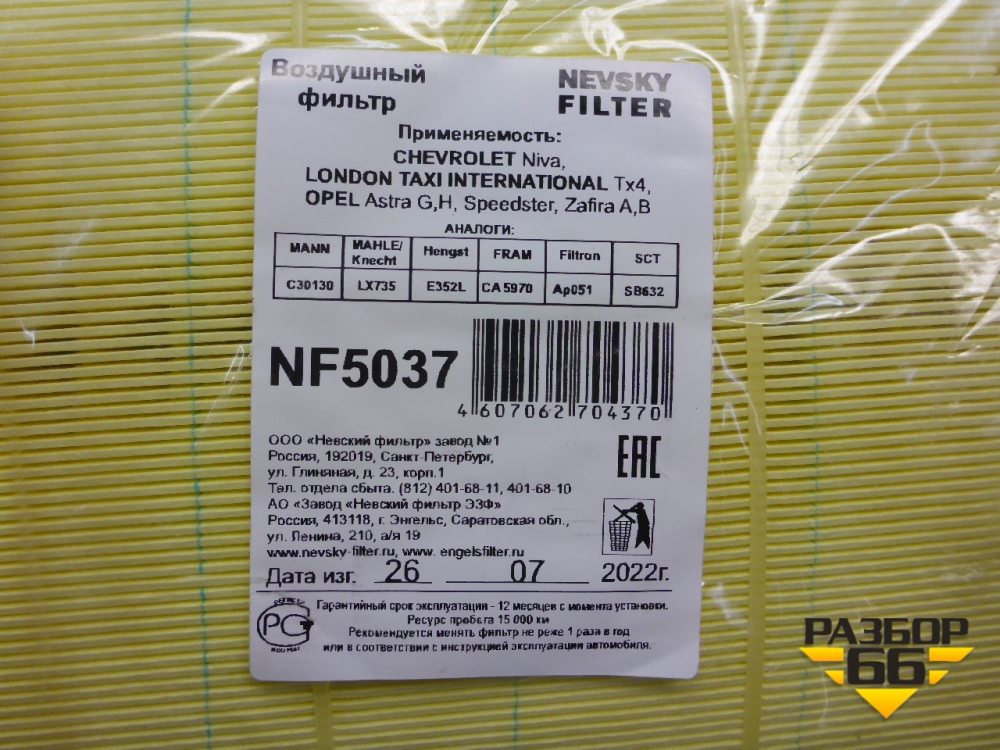 Воздушный
фильтр
NEVSKY
FILTER
Применяемость:
CHEVROLET Niva,
LONDON TAXI INTERNATIONAL Tx4,
OPEL Astra G,H, Speedster, Zafira A,B
АНАЛОГИ:
MANN MAHLE/Knecht Hengst FRAM Filtron SCT
C30130 LX735 E352L CA5970 Ap051 SB632
NF5037
4 607062 704370
ООО «Невский фильтр» завод №1
Россия, 192019, Санкт-Петербург,
ул. Глиняная, д. 23, корп.1
Тел. отдела сбыта. (812) 401-68-11, 401-68-10
АО «Завод «Невский фильтр ЭЗФ»
Россия, 413118, г. Энгельс, Саратовская обл.,
ул. Ленина, 210, а/я 19
www.nevsky-filter.ru, www. engelsfilter.ru
EAC
Дата изг. 26 07 2022г.
РСТ
Гарантийный срок эксплуатации - 12 месяцев с момента установки.
Ресурс пробега 15 000 км
Рекомендуется менять фильтр не реже 1 раза в год
или в соответствии с инструкцией эксплуатации автомобиля.
РАЗБОР
66